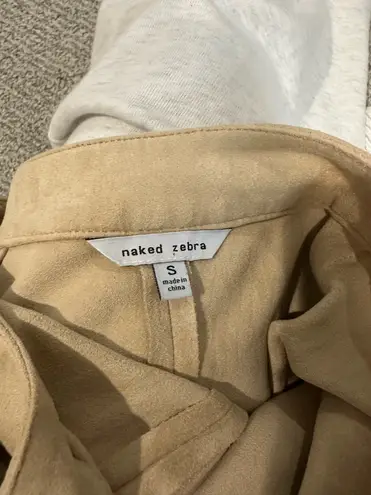 naked zebra
S
made in
china